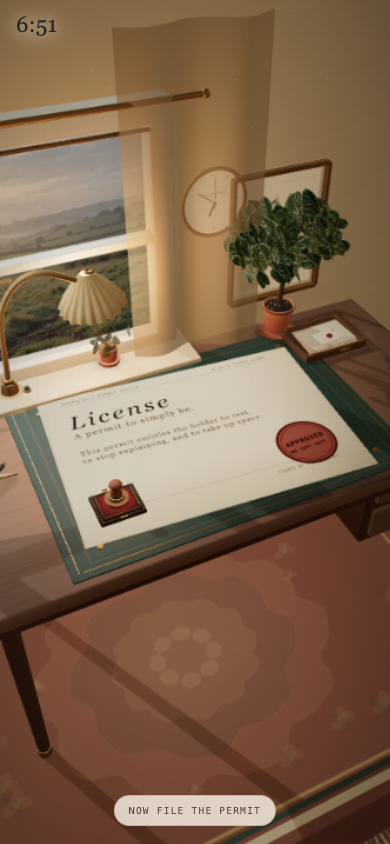 6:51
License
A permit to simply be.
This permit entitles the holder to rest,
to stop explaining, and to take up space.
APPROVED
NOW FILE THE PERMIT